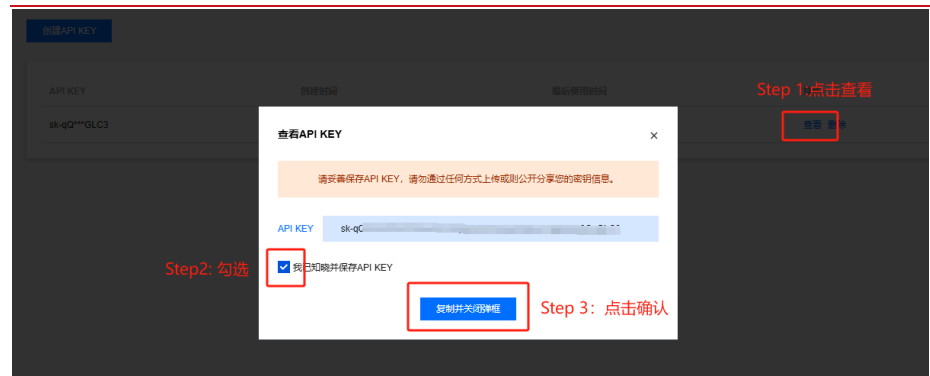 创建API KEY
API KEY 创建时间 最后使用时间
Step 1:点击查看
sk-qQ***GLC3 查看 删除
查看API KEY ×
请妥善保存API KEY，请勿通过任何方式上传或则公开分享您的密钥信息。
API KEY sk-qQ
Step2: 勾选
我已知晓并保存API KEY
复制并关闭弹框
Step 3：点击确认